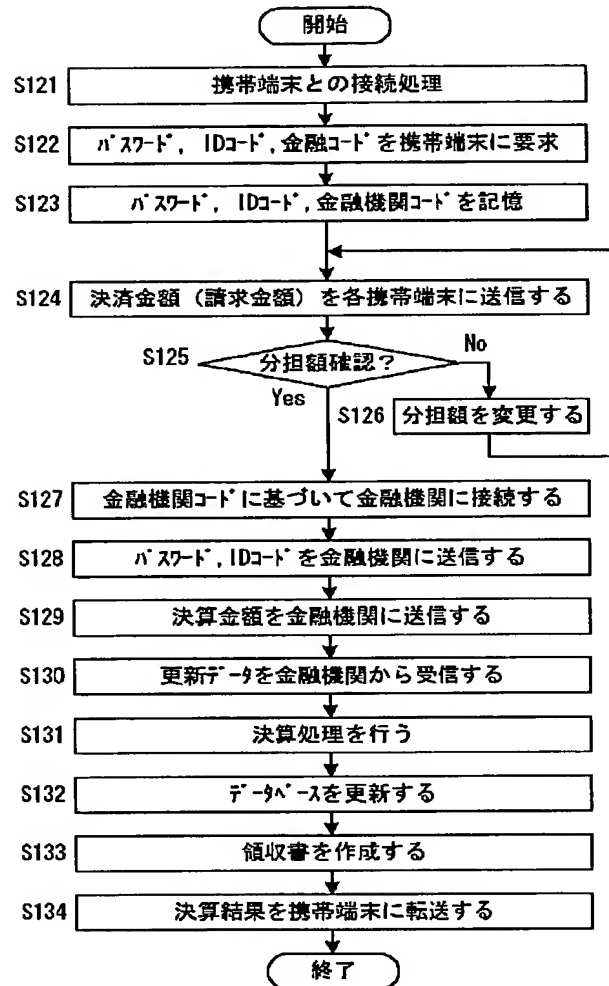 開始
S121 携帯端末との接続処理
S122 パスワード, IDコード,金融コードを携帯端末に要求
S123 パスワード, IDコード,金融機関コードを記憶
S124 決済金額（請求金額）を各携帯端末に送信する
S125 分担額確認？ No
Yes
S126 分担額を変更する
S127 金融機関コードに基づいて金融機関に接続する
S128 パスワード,IDコードを金融機関に送信する
S129 決算金額を金融機関に送信する
S130 更新データを金融機関から受信する
S131 決算処理を行う
S132 データベースを更新する
S133 領収書を作成する
S134 決算結果を携帯端末に転送する
終了